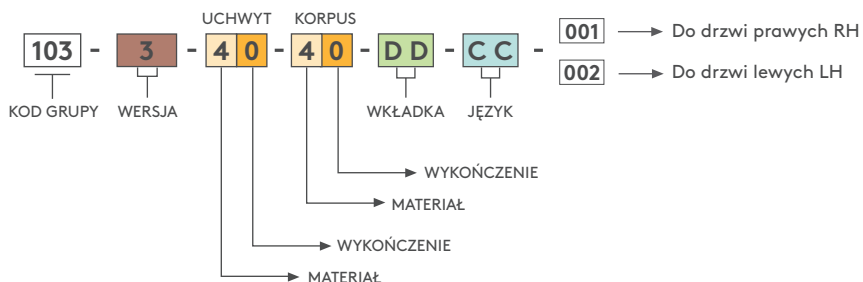 UCHWYT KORPUS
103 - 3 - 4 0 - 4 0 - D D - C C - 001 Do drzwi prawych RH
002 Do drzwi lewych LH
KOD GRUPY WERSJA WKŁADKA JĘZYK
WYKOŃCZENIE
MATERIAŁ
WYKOŃCZENIE
MATERIAŁ